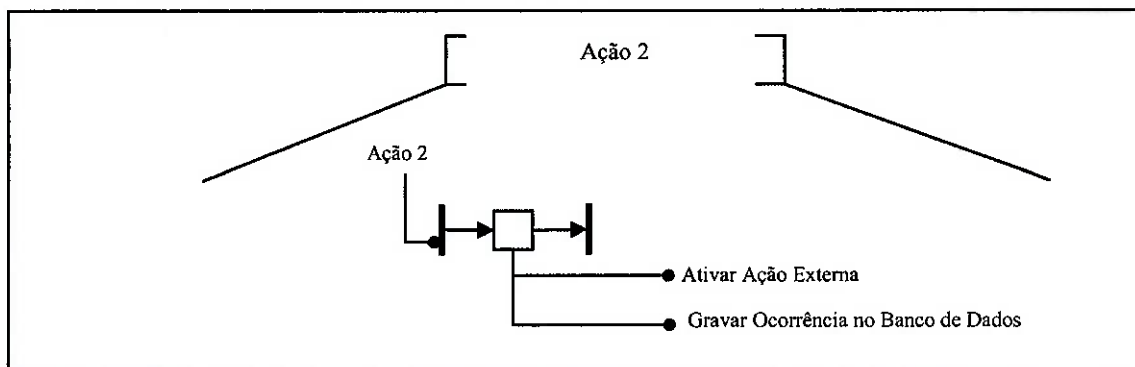 Ação 2
Ação 2
Ativar Ação Externa
Gravar Ocorrência no Banco de Dados